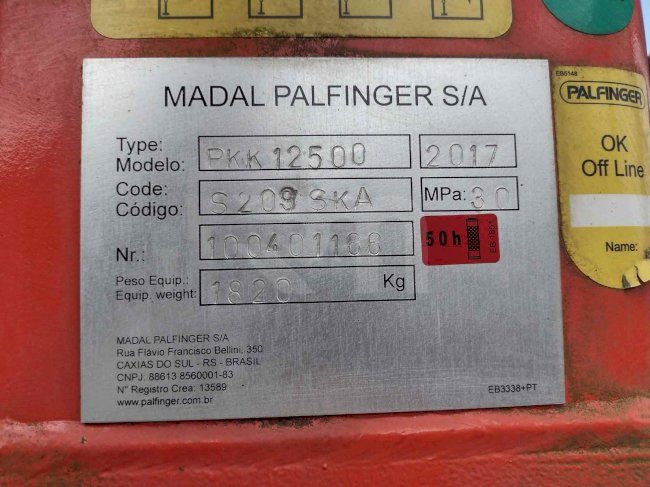 MADAL PALFINGER S/A
Type:
Modelo:
PKK 12500
2017
Code:
Código:
S209 SKA
MPa: 30
Nr.:
100401168
50h
Peso Equip.:
Equip. weight:
1820
Kg
MADAL PALFINGER S/A
Rua Flávio Francisco Bellini, 350
CAXIAS DO SUL - RS - BRASIL
CNPJ: 88613 8560001-83
N° Registro Crea: 13589
www.palfinger.com.br
EB3338+PT
EB5148
PALFINGER
OK
Off Line
Name: